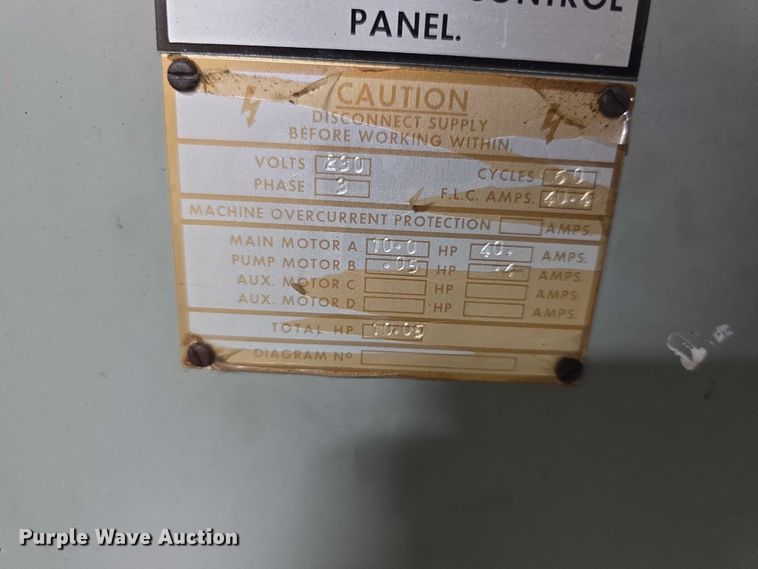 CONTROL
PANEL.
CAUTION
DISCONNECT SUPPLY
BEFORE WORKING WITHIN.
VOLTS 230 CYCLES 60
PHASE 3 F.L.C. AMPS. 40.4
MACHINE OVERCURRENT PROTECTION AMPS.
MAIN MOTOR A 10.0 HP 40. AMPS.
PUMP MOTOR B .05 HP .4 AMPS.
AUX. MOTOR C HP AMPS.
AUX. MOTOR D HP AMPS.
TOTAL HP 10.05
DIAGRAM Nº
Purple Wave Auction